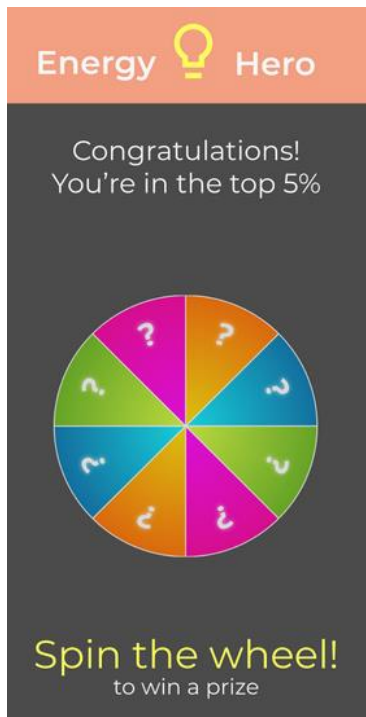 Energy Hero
Congratulations!
You're in the top 5%
?
?
?
?
?
?
?
?
Spin the wheel!
to win a prize